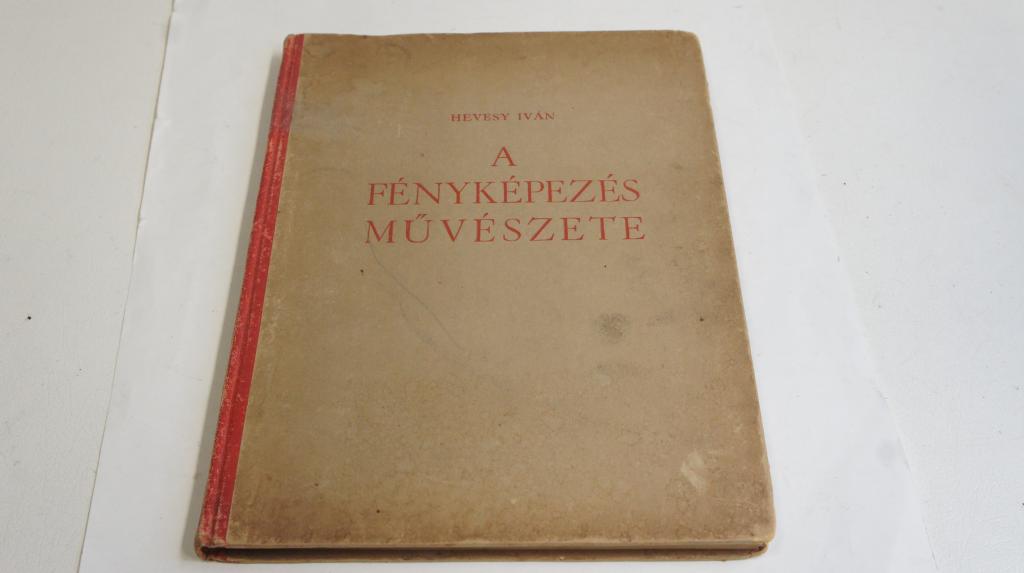 HEVESY IVÁN
A
FÉNYKÉPEZÉS
MŰVÉSZETE